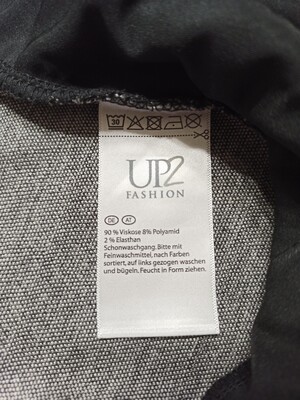 30
UP2
FASHION
DE AT
90 % Viskose 8% Polyamid
2 % Elasthan
Schonwaschgang. Bitte mit
Feinwaschmittel, nach Farben
sortiert, auf links gezogen waschen
und bügeln. Feucht in Form ziehen.